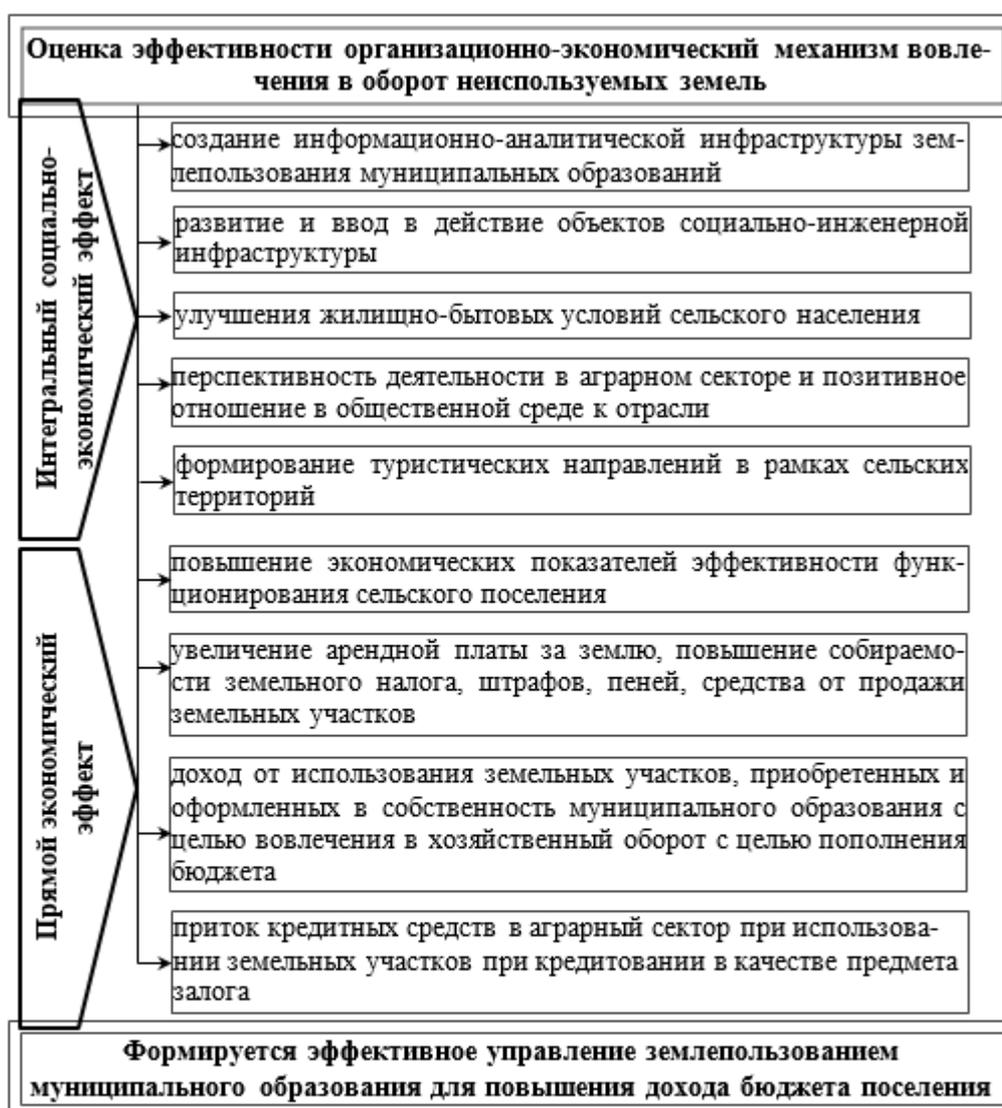 Оценка эффективности организационно-экономический механизм вовле-
чения в оборот неиспользуемых земель
Интегральный социально-
экономический эффект
создание информационно-аналитической инфраструктуры зем-
лепользования муниципальных образований
развитие и ввод в действие объектов социально-инженерной
инфраструктуры
улучшения жилищно-бытовых условий сельского населения
перспективность деятельности в аграрном секторе и позитивное
отношение в общественной среде к отрасли
формирование туристических направлений в рамках сельских
территорий
Прямой экономический
эффект
повышение экономических показателей эффективности функ-
ционирования сельского поселения
увеличение арендной платы за землю, повышение собираемо-
сти земельного налога, штрафов, пеней, средства от продажи
земельных участков
доход от использования земельных участков, приобретенных и
оформленных в собственность муниципального образования с
целью вовлечения в хозяйственный оборот с целью пополнения
бюджета
приток кредитных средств в аграрный сектор при использова-
нии земельных участков при кредитовании в качестве предмета
залога
Формируется эффективное управление землепользованием
муниципального образования для повышения дохода бюджета поселения